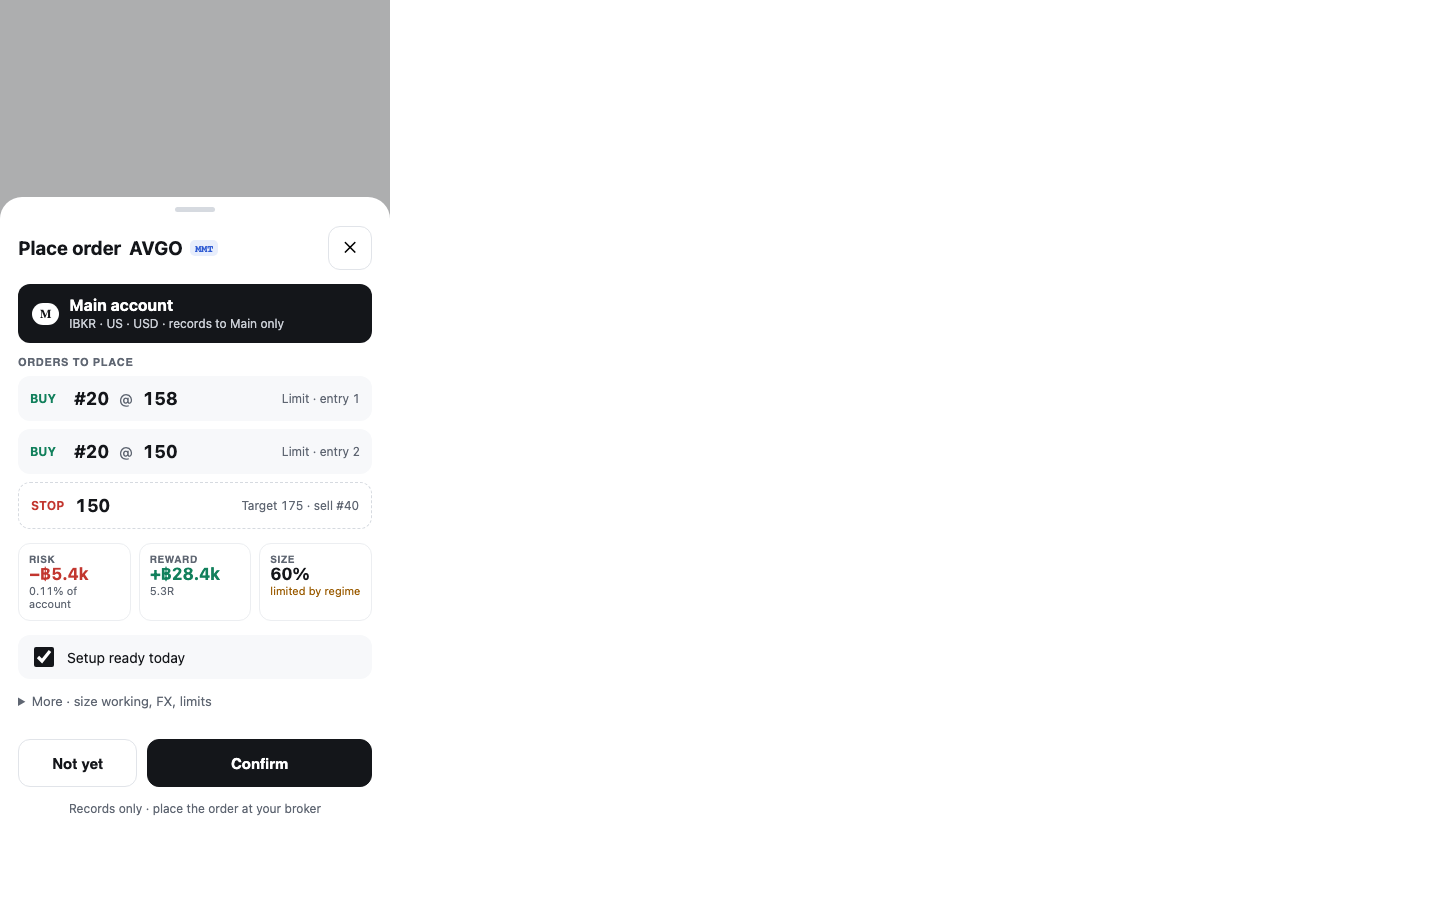 Place order AVGO MMT
M
Main account
IBKR · US · USD · records to Main only
ORDERS TO PLACE
BUY #20 @ 158 Limit · entry 1
BUY #20 @ 150 Limit · entry 2
STOP 150 Target 175 · sell #40
RISK
−฿5.4k
0.11% of
account
REWARD
+฿28.4k
5.3R
SIZE
60%
limited by regime
Setup ready today
More · size working, FX, limits
Not yet
Confirm
Records only · place the order at your broker